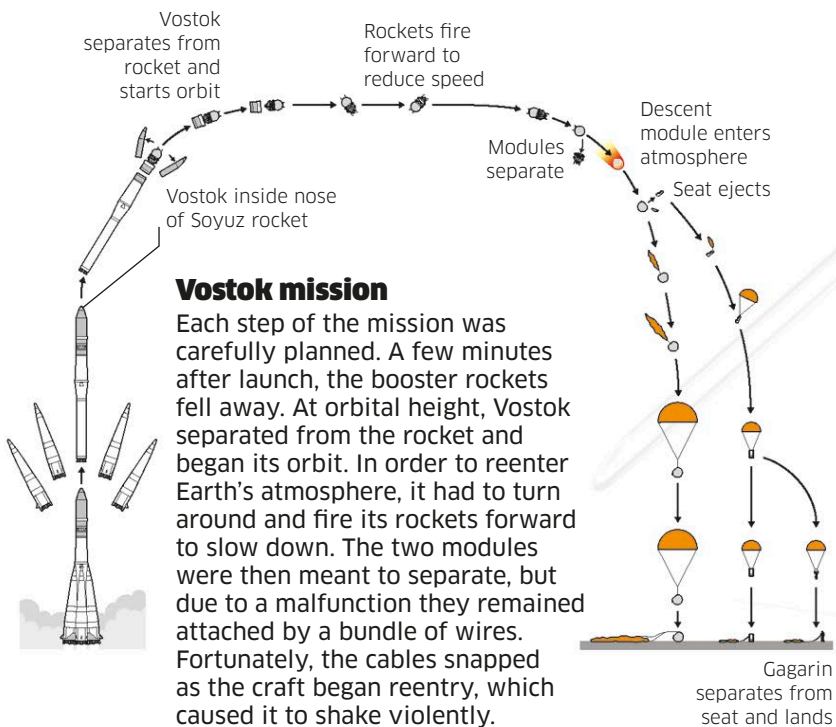 Vostok
separates from
rocket and
starts orbit
Rockets fire
forward to
reduce speed
Descent
module enters
atmosphere
Modules
separate
Seat ejects
Vostok inside nose
of Soyuz rocket
Vostok mission
Each step of the mission was
carefully planned. A few minutes
after launch, the booster rockets
fell away. At orbital height, Vostok
separated from the rocket and
began its orbit. In order to reenter
Earth's atmosphere, it had to turn
around and fire its rockets forward
to slow down. The two modules
were then meant to separate, but
due to a malfunction they remained
attached by a bundle of wires.
Fortunately, the cables snapped
as the craft began reentry, which
caused it to shake violently.
Gagarin
separates from
seat and lands